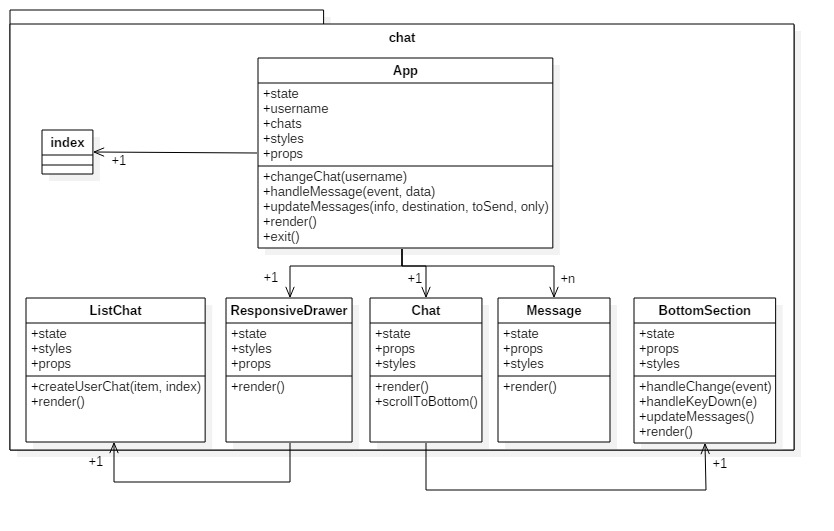 chat
App
+state
+username
+chats
+styles
+props
+changeChat(username)
+handleMessage(event, data)
+updateMessages(info, destination, toSend, only)
+render()
+exit()
index
+1
+1
+1
+n
ListChat
+state
+styles
+props
+createUserChat(item, index)
+render()
ResponsiveDrawer
+state
+styles
+props
+render()
Chat
+state
+props
+styles
+render()
+scrollToBottom()
Message
+state
+props
+styles
+render()
BottomSection
+state
+props
+styles
+handleChange(event)
+handleKeyDown(e)
+updateMessages()
+render()
+1
+1